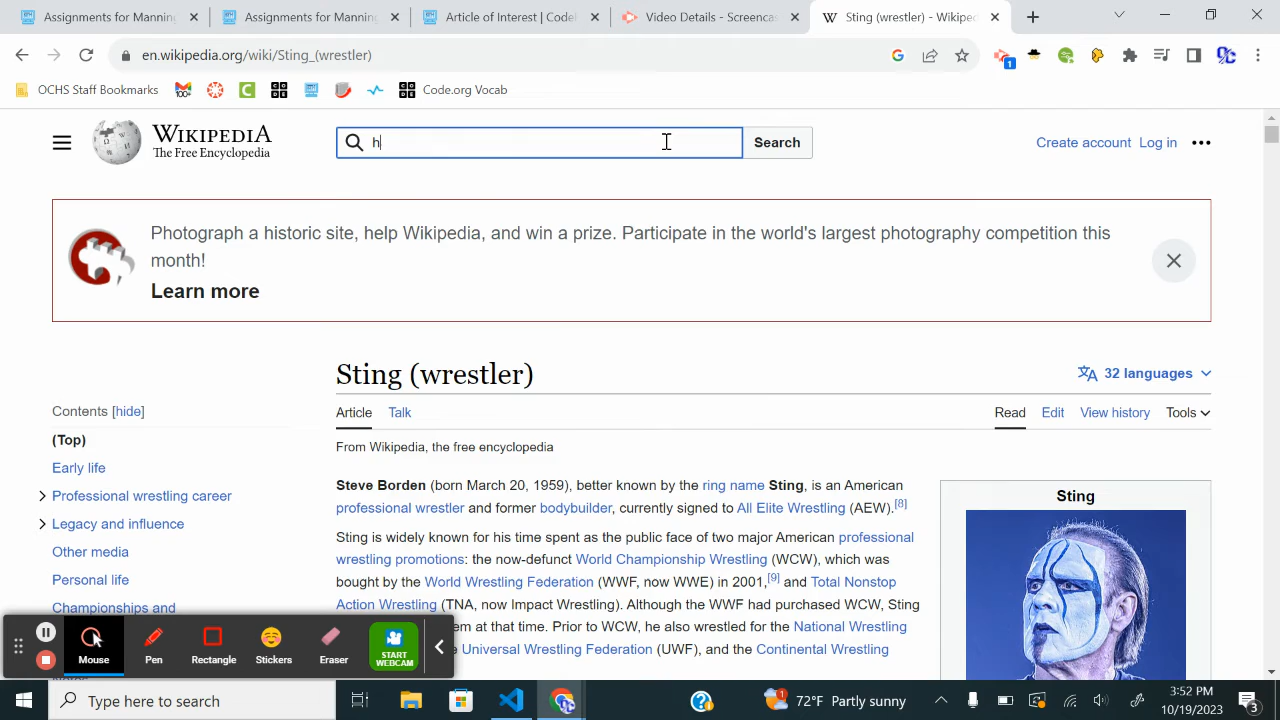 Assignments for Manning
Assignments for Manning
Article of Interest | CodeH
Video Details - Screencas
Sting (wrestler) - Wikiped
en.wikipedia.org/wiki/Sting_(wrestler)
1
OCHS Staff Bookmarks
Code.org Vocab
WIKIPEDIA
The Free Encyclopedia
h
Search
Create account Log in
Photograph a historic site, help Wikipedia, and win a prize. Participate in the world's largest photography competition this
month!
Learn more
Sting (wrestler)
32 languages
Contents [hide]
Article Talk
Read Edit View history Tools
(Top)
From Wikipedia, the free encyclopedia
Early life
Professional wrestling career
Legacy and influence
Other media
Personal life
Championships and
Steve Borden (born March 20, 1959), better known by the ring name Sting, is an American
professional wrestler and former bodybuilder, currently signed to All Elite Wrestling (AEW).[8]
Sting is widely known for his time spent as the public face of two major American professional
wrestling promotions: the now-defunct World Championship Wrestling (WCW), which was
bought by the World Wrestling Federation (WWF, now WWE) in 2001,[9] and Total Nonstop
Action Wrestling (TNA, now Impact Wrestling). Although the WWF had purchased WCW, Sting
em at that time. Prior to WCW, he also wrestled for the National Wrestling
Universal Wrestling Federation (UWF), and the Continental Wrestling
Sting
Mouse
Pen
Rectangle
Stickers
Eraser
START
WEBCAM
Type here to search
1
72°F Partly sunny
3:52 PM
10/19/2023
3